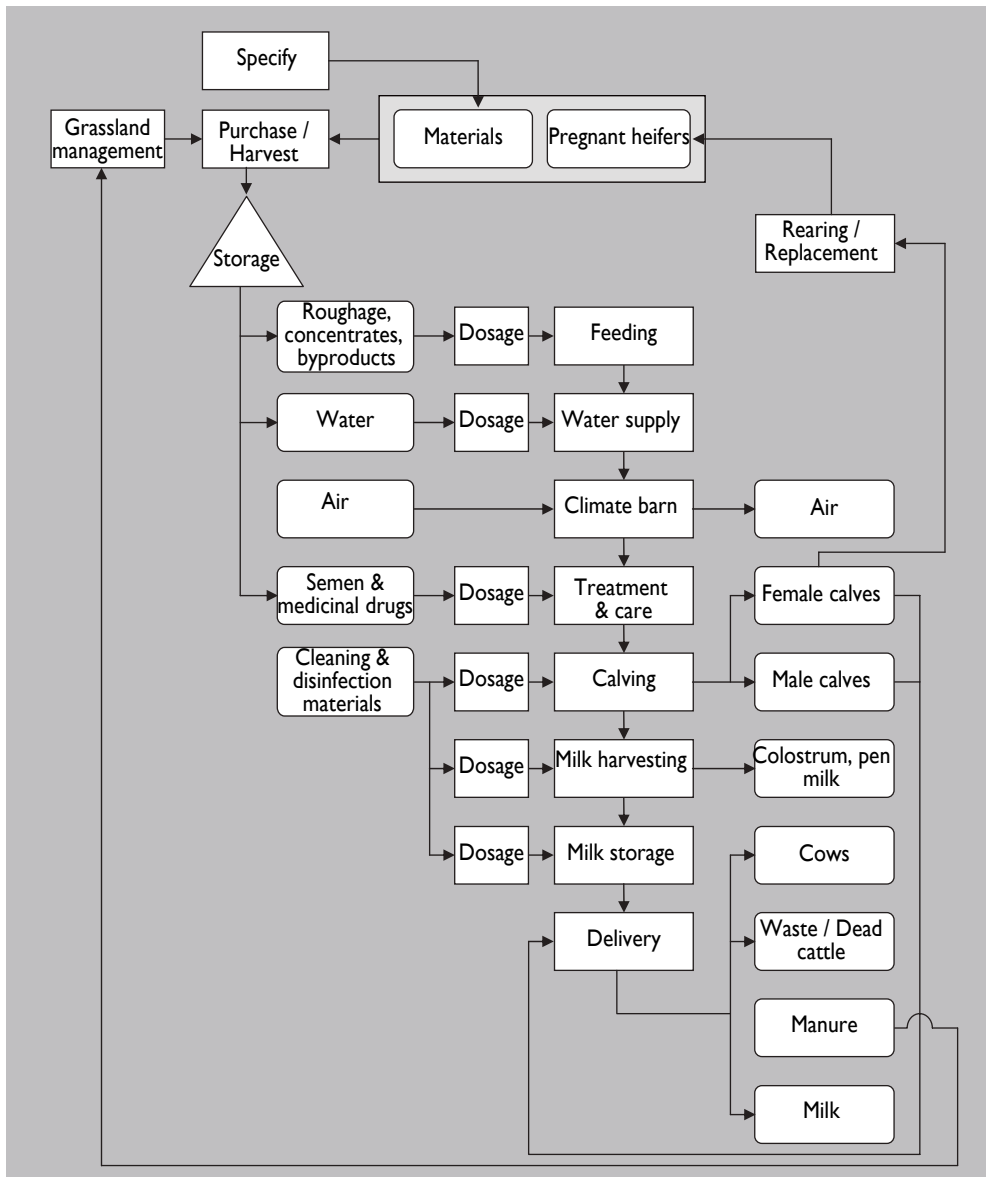 Specify
Grassland
management
Purchase /
Harvest
Materials
Pregnant heifers
Rearing /
Replacement
Storage
Roughage,
concentrates,
byproducts
Dosage
Feeding
Water
Dosage
Water supply
Air
Climate barn
Air
Semen &
medicinal drugs
Dosage
Treatment
& care
Female calves
Cleaning &
disinfection
materials
Dosage
Calving
Male calves
Dosage
Milk harvesting
Colostrum, pen
milk
Dosage
Milk storage
Cows
Delivery
Waste / Dead
cattle
Manure
Milk